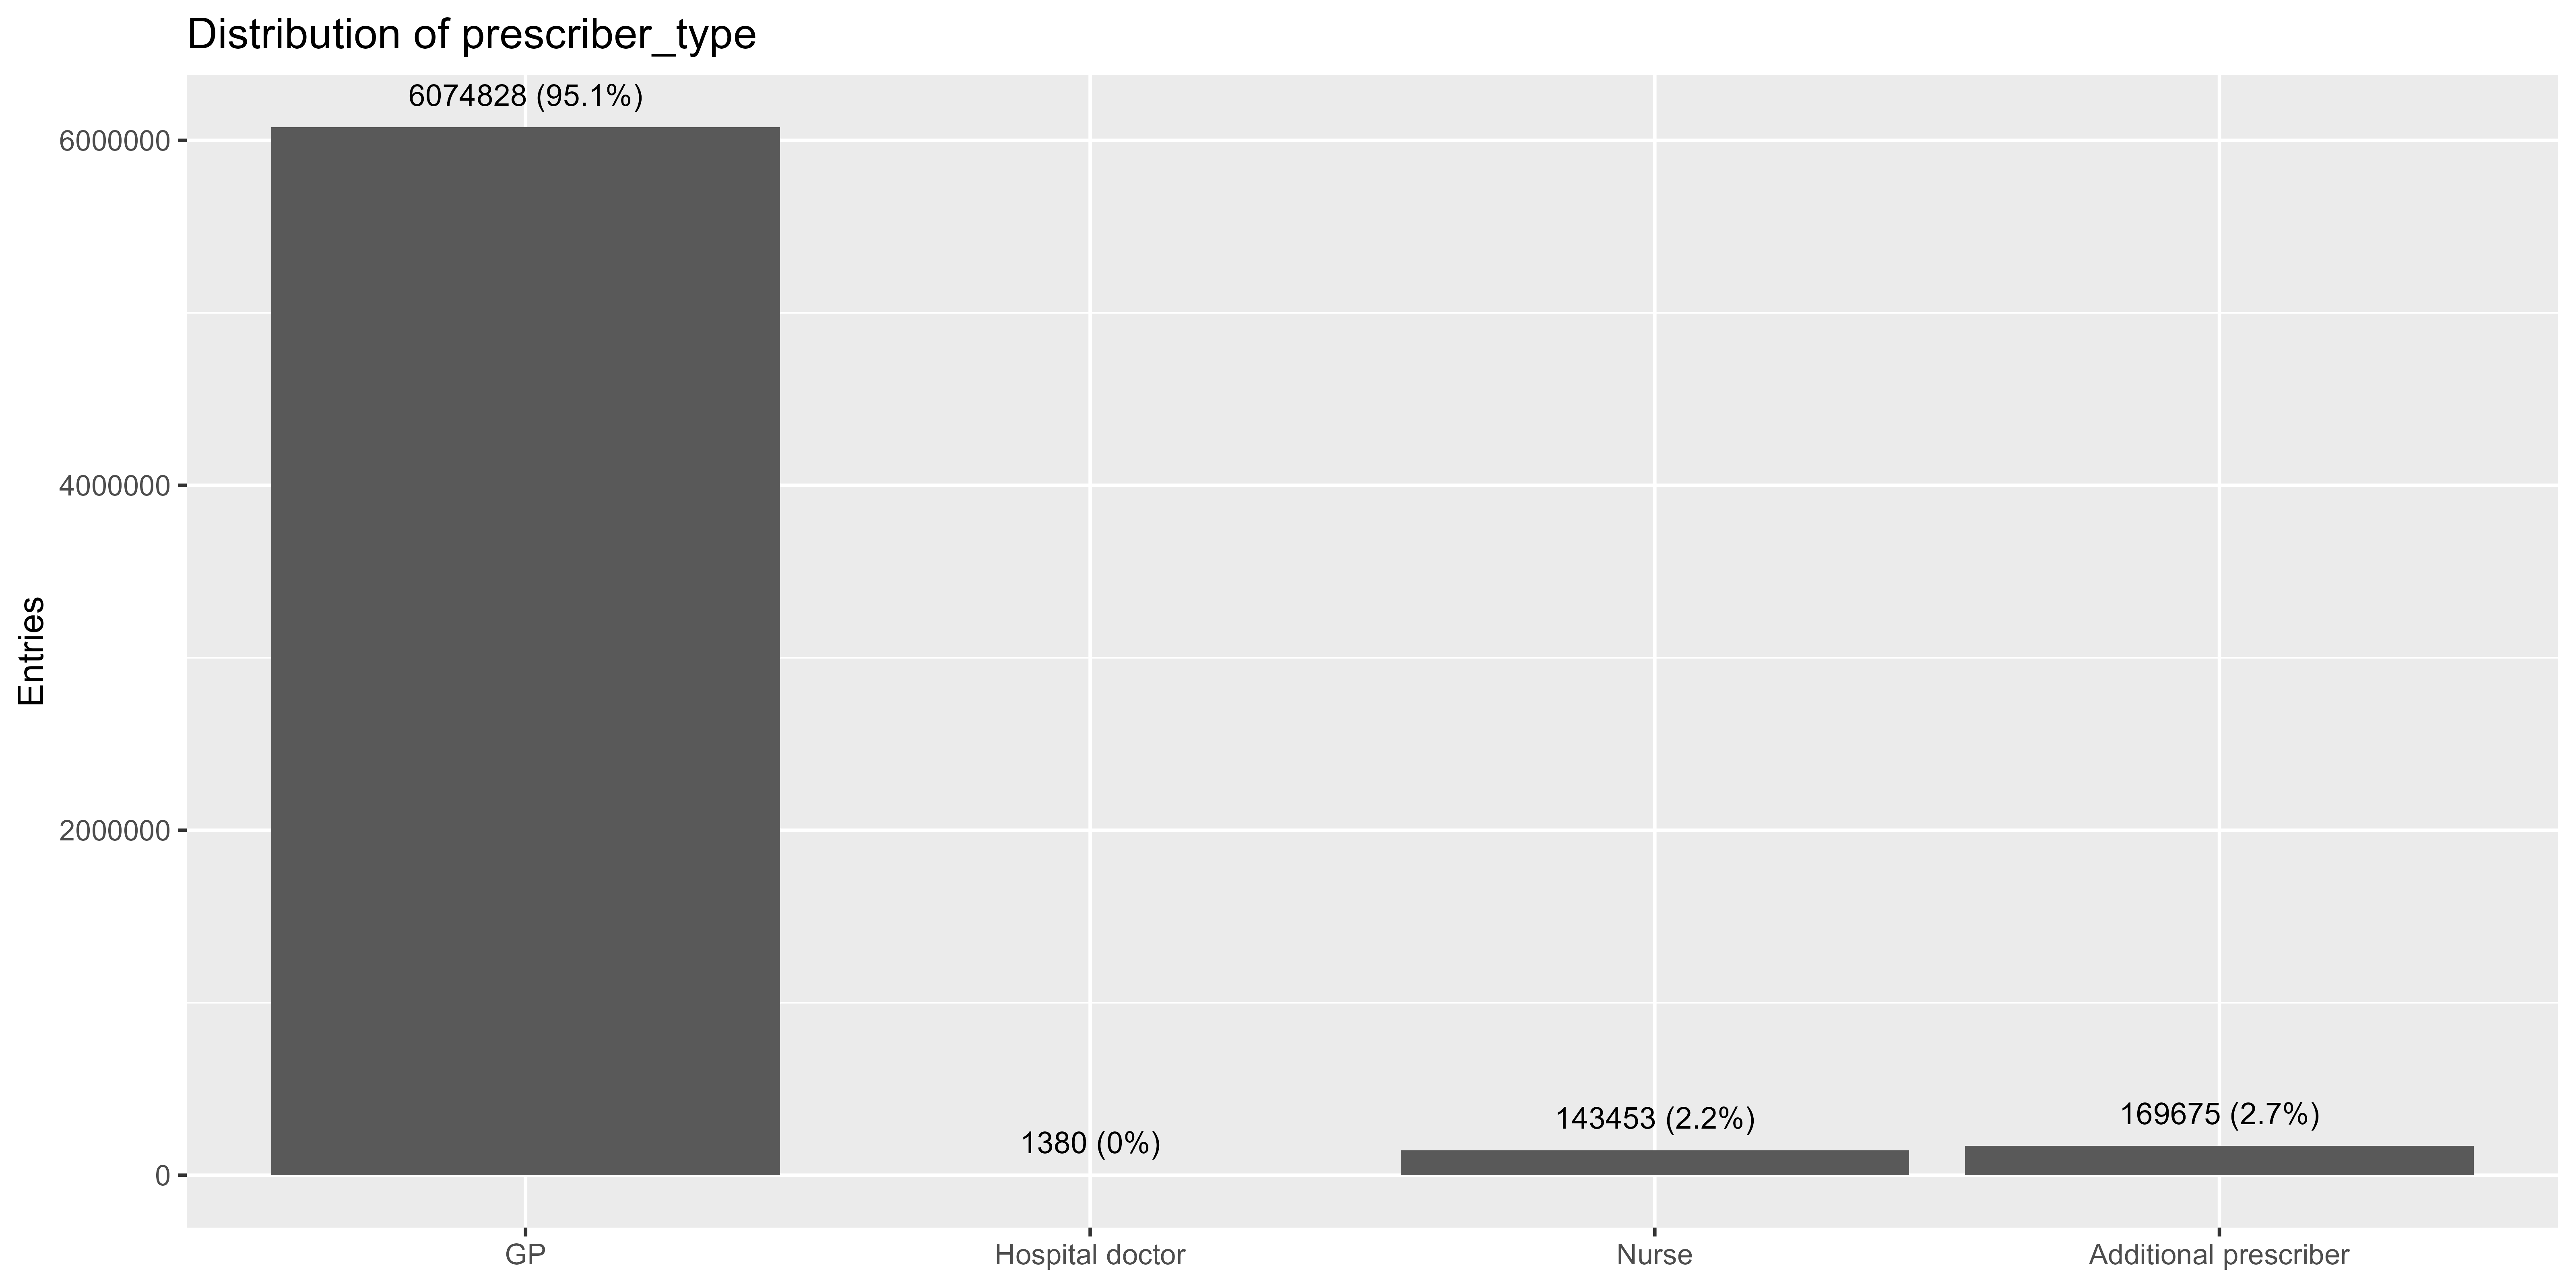 Distribution of prescriber_type
6074828 (95.1%)
6000000
4000000
2000000
0
Entries
1380 (0%)
143453 (2.2%)
169675 (2.7%)
GP
Hospital doctor
Nurse
Additional prescriber